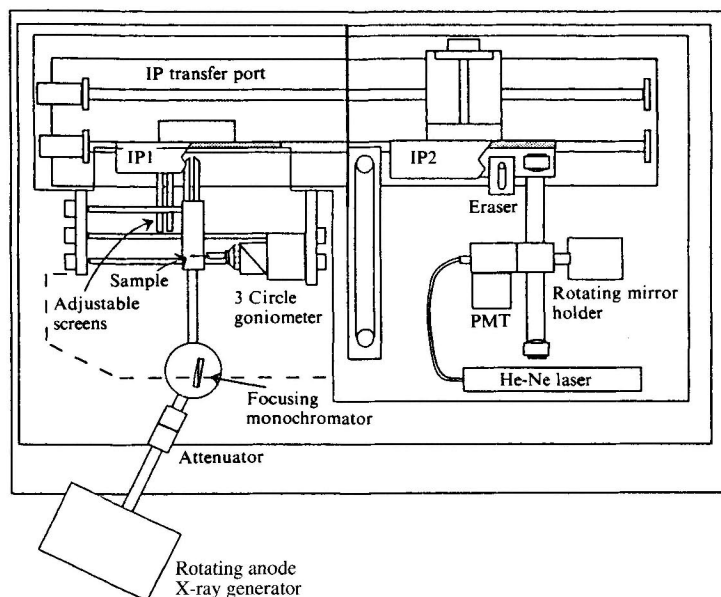 IP transfer port
IP1
IP2
Eraser
Sample
Adjustable
screens
3 Circle
goniometer
PMT
Rotating mirror
holder
He-Ne laser
Focusing
monochromator
Attenuator
Rotating anode
X-ray generator